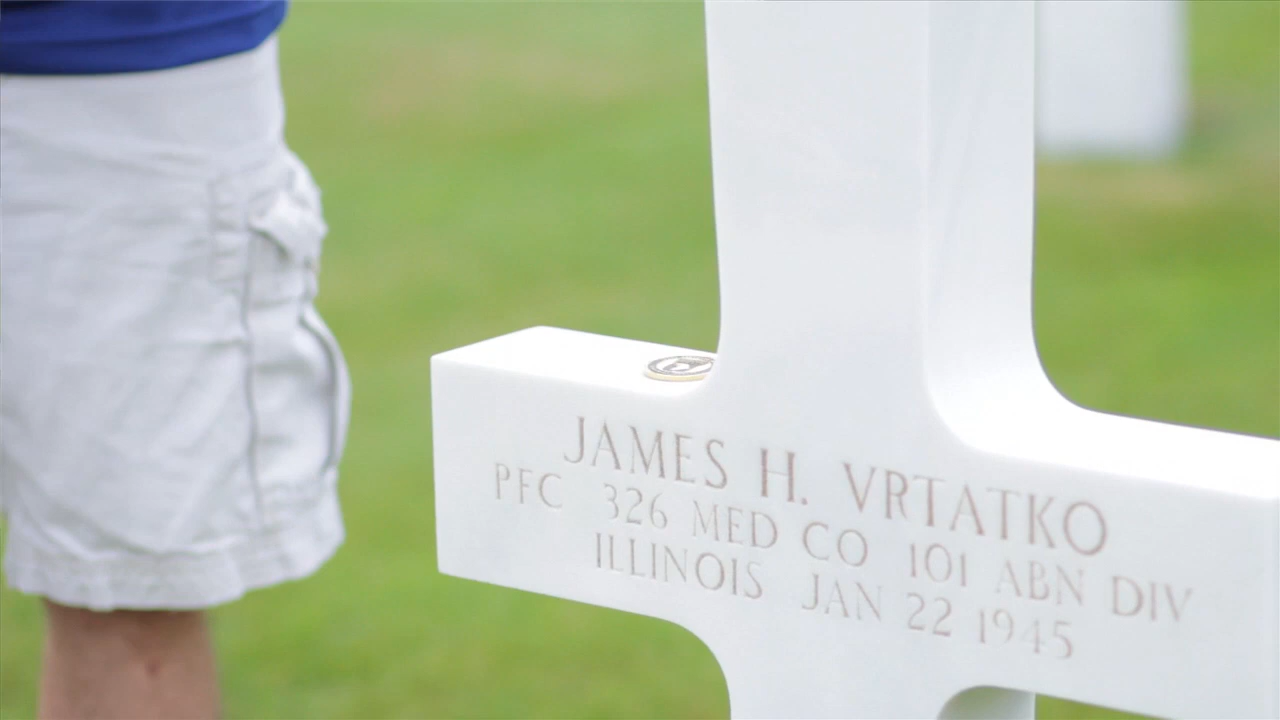 JAMES H. VRTATKO
PFC 326 MED CO 101 ABN DIV
ILLINOIS JAN 22 1945